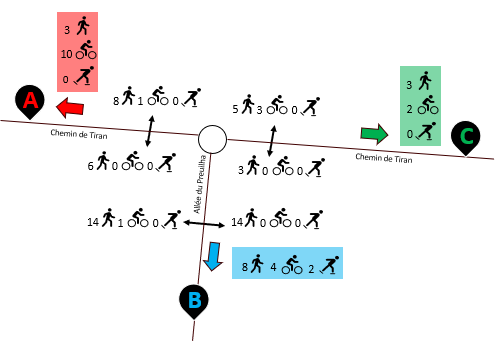 3
10
0
A
8 1 0
5 3 0
3
2
0
C
Chemin de Tiran
Chemin de Tiran
6 0 0
3 0 0
Allée du Preuilha
14 1 0
14 0 0
8 4 2
B